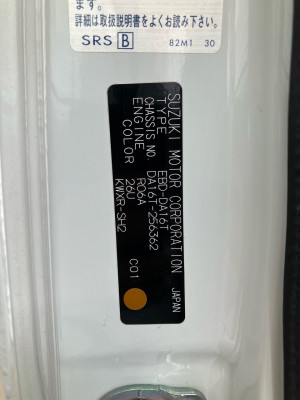 ます。
詳細は取扱説明書をよくお読み下さい
SRS B 82M1 30
SUZUKI MOTOR CORPORATION JAPAN
TYPE EBD-DA16T
CHASSIS NO. DA16T-256362
ENGINE R06A
COLOR 26U C01
KWXR-SH2